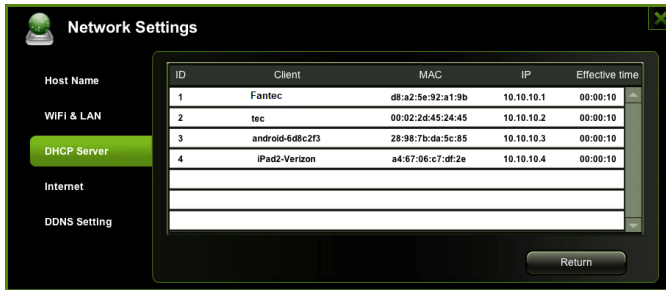 Network Settings
Host Name
WiFi & LAN
DHCP Server
Internet
DDNS Setting
ID Client MAC IP Effective time
1 Fantec d8:a2:5e:92:a1:9b 10.10.10.1 00:00:10
2 tec 00:02:2d:45:24:45 10.10.10.2 00:00:10
3 android-6d8c2f3 28:98:7b:da:5c:85 10.10.10.3 00:00:10
4 iPad2-Verizon a4:67:06:c7:df:2e 10.10.10.4 00:00:10
Return